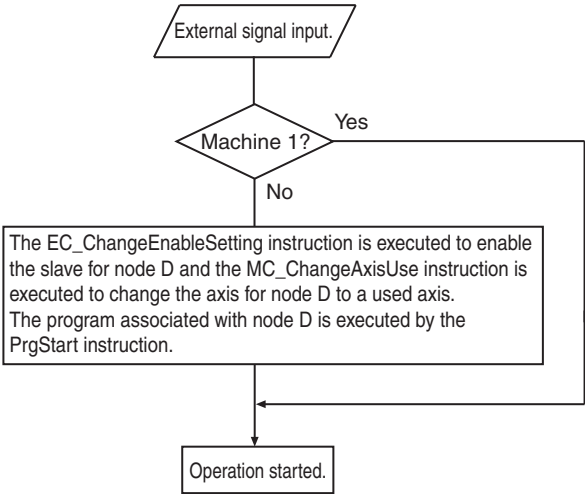 External signal input.
Machine 1?
Yes
No
The EC_ChangeEnableSetting instruction is executed to enable
the slave for node D and the MC_ChangeAxisUse instruction is
executed to change the axis for node D to a used axis.
The program associated with node D is executed by the
PrgStart instruction.
Operation started.